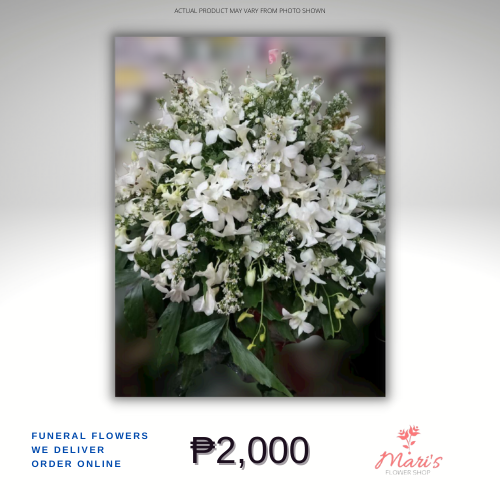 ACTUAL PRODUCT MAY VARY FROM PHOTO SHOWN
FUNERAL FLOWERS
WE DELIVER
ORDER ONLINE
₱2,000
Mari's
FLOWER SHOP